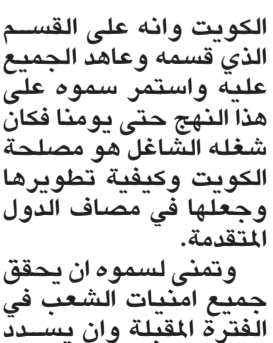 الكويت وانه على القسم
الذي قسمه وعاهد الجميع
عليه واستمر سموه على
هذا النهج حتى يومنا فكان
شغله الشاغل هو مصلحة
الكويت وكيفية تطويرها
وجعلها في مصاف الدول
المتقدمة.
وتمنى لسموه ان يحقق
جميع امنيات الشعب في
الفترة المقبلة وان يسدد